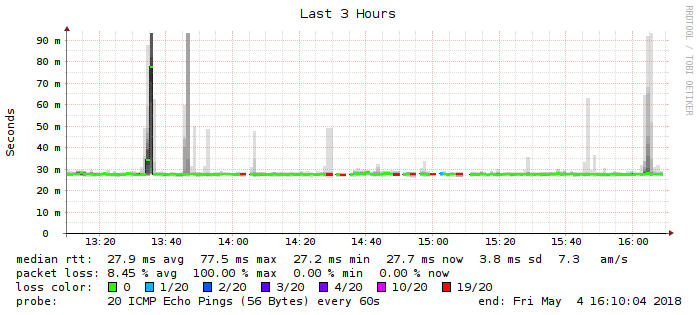 Last 3 Hours
RRDTOOL / TOBI OETIKER
Seconds
90 m
80 m
70 m
60 m
50 m
40 m
30 m
20 m
10 m
0
13:20 13:40 14:00 14:20 14:40 15:00 15:20 15:40 16:00
median rtt: 27.9 ms avg 77.5 ms max 27.2 ms min 27.7 ms now 3.8 ms sd 7.3 am/s
packet loss: 8.45 % avg 100.00 % max 0.00 % min 0.00 % now
loss color: 0 1/20 2/20 3/20 4/20 10/20 19/20
probe: 20 ICMP Echo Pings (56 Bytes) every 60s end: Fri May 4 16:10:04 2018